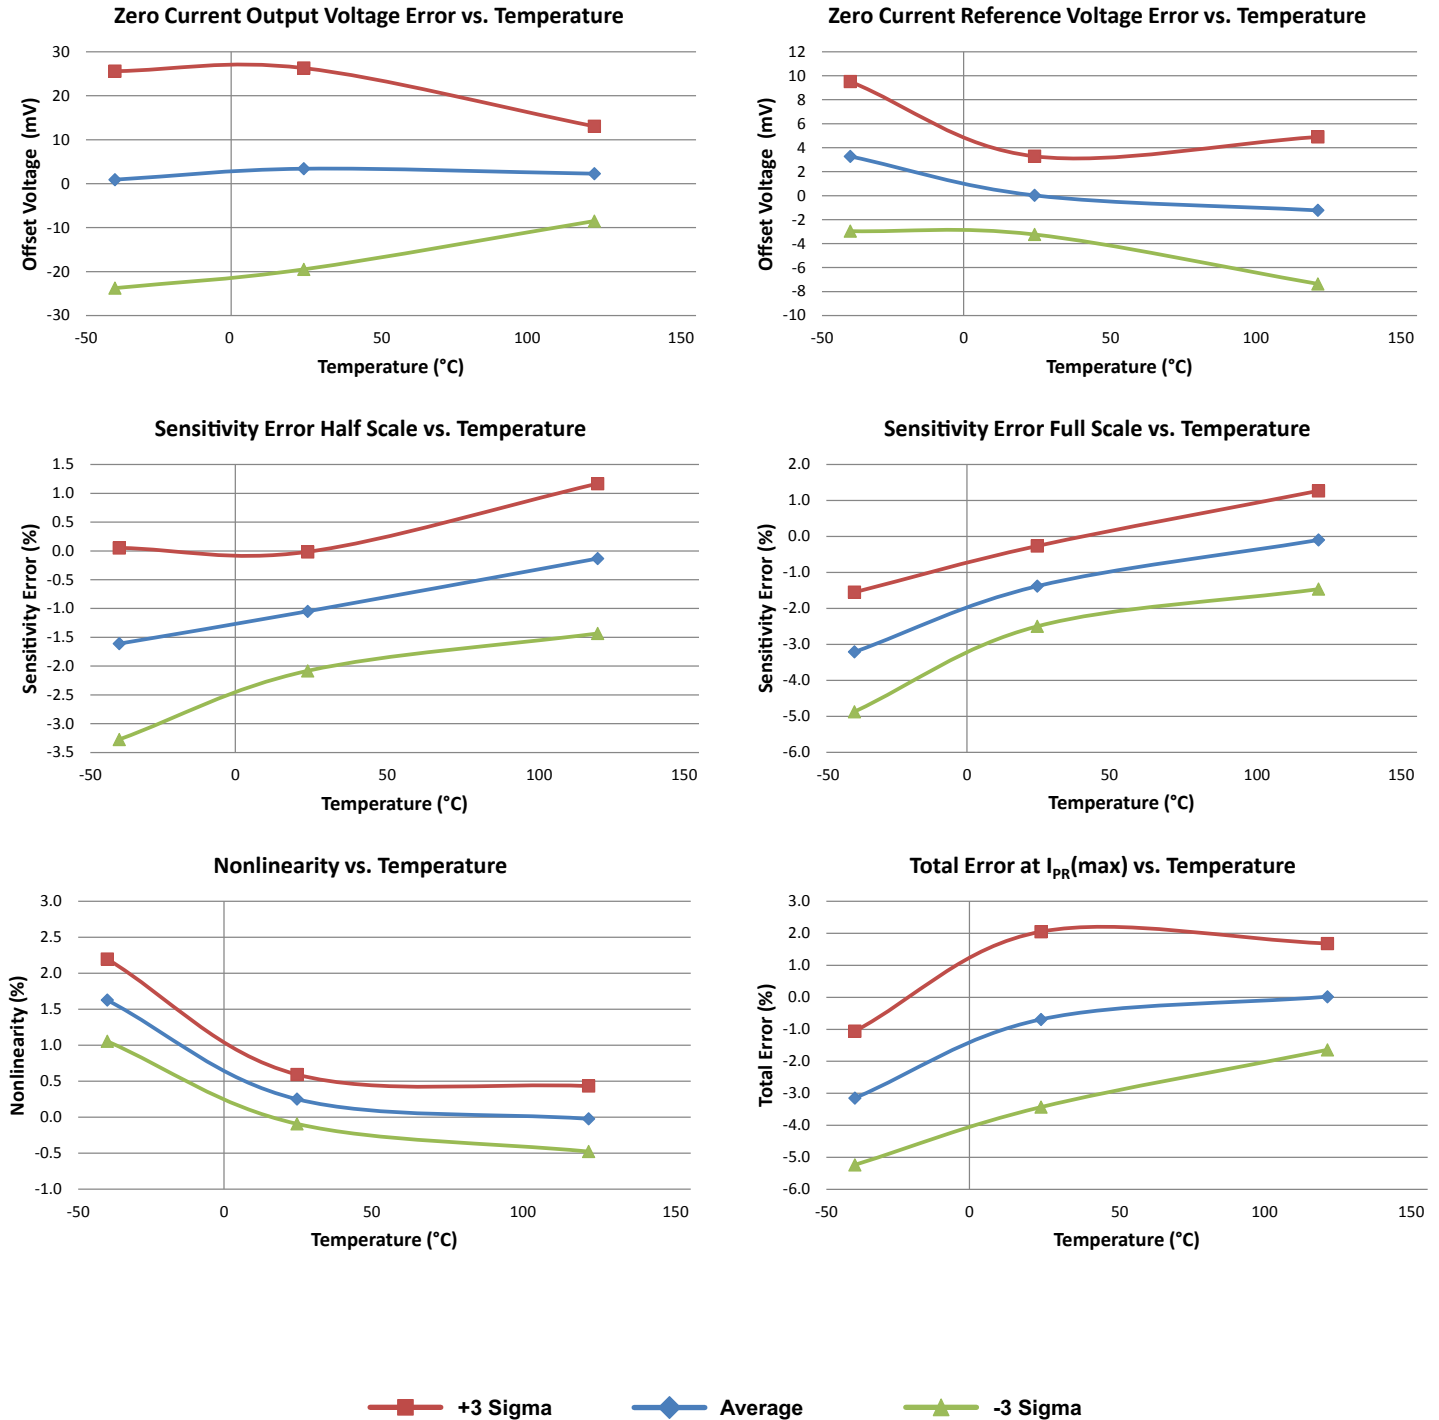 Zero Current Output Voltage Error vs. Temperature
30
20
10
0
-10
-20
-30
Offset Voltage (mV)
-50 0 50 100 150
Temperature (°C)
Zero Current Reference Voltage Error vs. Temperature
12
10
8
6
4
2
0
-2
-4
-6
-8
-10
Offset Voltage (mV)
-50 0 50 100 150
Temperature (°C)
Sensitivity Error Half Scale vs. Temperature
1.5
1.0
0.5
0.0
-0.5
-1.0
-1.5
-2.0
-2.5
-3.0
-3.5
Sensitivity Error (%)
-50 0 50 100 150
Temperature (°C)
Sensitivity Error Full Scale vs. Temperature
2.0
1.0
0.0
-1.0
-2.0
-3.0
-4.0
-5.0
-6.0
Sensitivity Error (%)
-50 0 50 100 150
Temperature (°C)
Nonlinearity vs. Temperature
3.0
2.5
2.0
1.5
1.0
0.5
0.0
-0.5
-1.0
Nonlinearity (%)
-50 0 50 100 150
Temperature (°C)
Total Error at IPR(max) vs. Temperature
3.0
2.0
1.0
0.0
-1.0
-2.0
-3.0
-4.0
-5.0
-6.0
Total Error (%)
-50 0 50 100 150
Temperature (°C)
+3 Sigma Average -3 Sigma